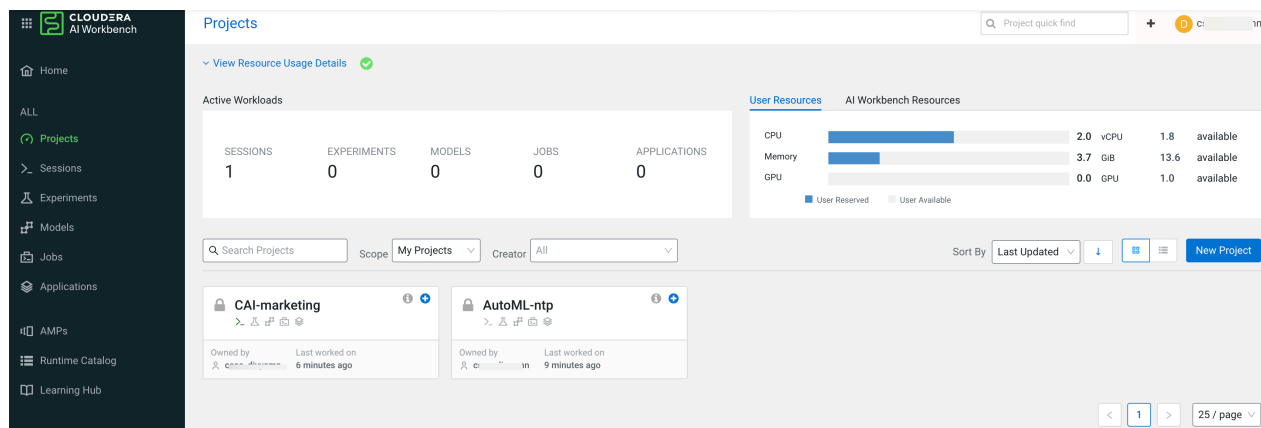 CLOUDERA
AI Workbench
Projects
Project quick find
D
Home
View Resource Usage Details
Active Workloads
User Resources AI Workbench Resources
ALL
Projects
Sessions
Experiments
Models
Jobs
Applications
AMPs
Runtime Catalog
Learning Hub
SESSIONS EXPERIMENTS MODELS JOBS APPLICATIONS
1 0 0 0 0
CPU 2.0 vCPU 1.8 available
Memory 3.7 GiB 13.6 available
GPU 0.0 GPU 1.0 available
User Reserved User Available
Search Projects Scope My Projects Creator All Sort By Last Updated New Project
CAI-marketing
Owned by Last worked on
6 minutes ago
AutoML-ntp
Owned by Last worked on
9 minutes ago
1 25 / page